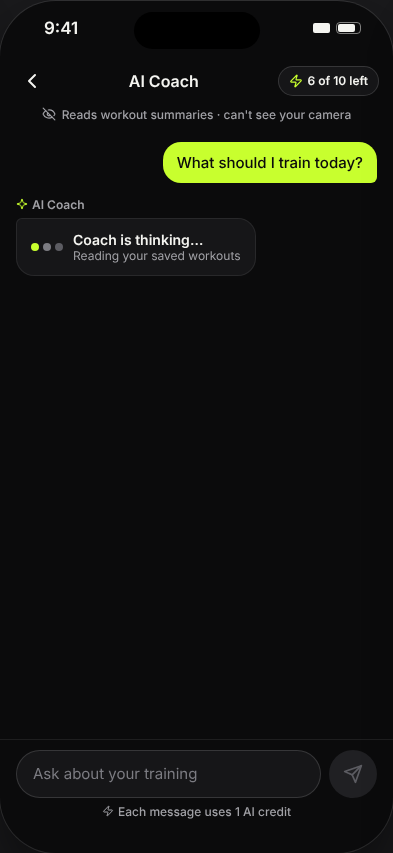 9:41
AI Coach
6 of 10 left
Reads workout summaries · can't see your camera
What should I train today?
AI Coach
Coach is thinking...
Reading your saved workouts
Ask about your training
Each message uses 1 AI credit